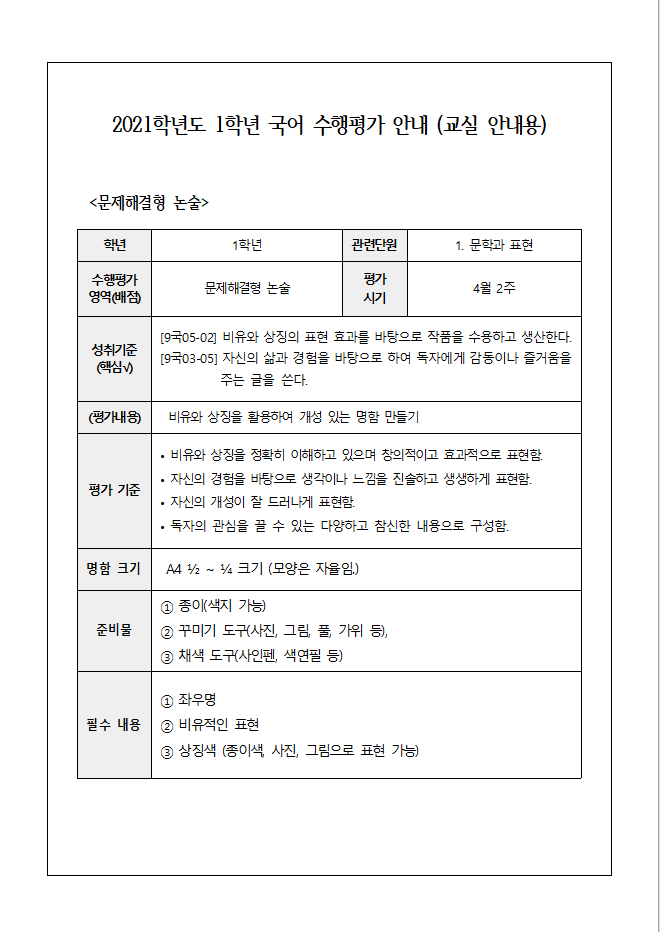 2021학년도 1학년 국어 수행평가 안내 (교실 안내용)
<문제해결형 논술>
학년 1학년 관련단원 1. 문학과 표현
수행평가
영역(배점)
문제해결형 논술
평가
시기
4월 2주
성취기준
(핵심√)
[9국05-02] 비유와 상징의 표현 효과를 바탕으로 작품을 수용하고 생산한다.
[9국03-05] 자신의 삶과 경험을 바탕으로 하여 독자에게 감동이나 즐거움을
주는 글을 쓴다.
(평가내용) 비유와 상징을 활용하여 개성 있는 명함 만들기
평가 기준
• 비유와 상징을 정확히 이해하고 있으며 창의적이고 효과적으로 표현함.
• 자신의 경험을 바탕으로 생각이나 느낌을 진솔하고 생생하게 표현함.
• 자신의 개성이 잘 드러나게 표현함.
• 독자의 관심을 끌 수 있는 다양하고 참신한 내용으로 구성함.
명함 크기 A4 ½ ~ ¼ 크기 (모양은 자율임.)
준비물
① 종이(색지 가능)
② 꾸미기 도구(사진, 그림, 풀, 가위 등),
③ 채색 도구(사인펜, 색연필 등)
필수 내용
① 좌우명
② 비유적인 표현
③ 상징색 (종이색, 사진, 그림으로 표현 가능)